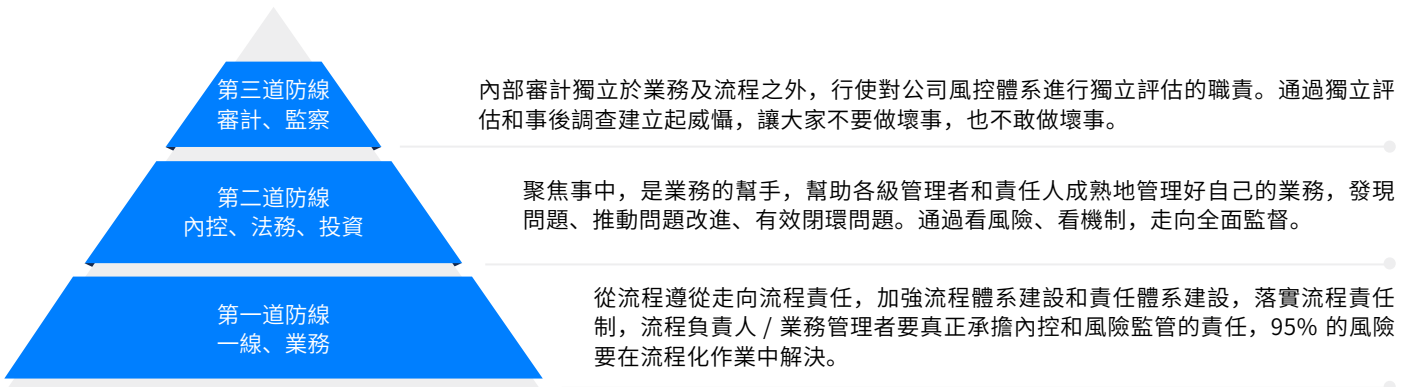 第三道防線
審計、監察
內部審計獨立於業務及流程之外，行使對公司風控體系進行獨立評估的職責。通過獨立評
估和事後調查建立起威懾，讓大家不要做壞事，也不敢做壞事。
第二道防線
內控、法務、投資
聚焦事中，是業務的幫手，幫助各級管理者和責任人成熟地管理好自己的業務，發現
問題、推動問題改進、有效閉環問題。通過看風險、看機制，走向全面監督。
第一道防線
一線、業務
從流程遵從走向流程責任，加強流程體系建設和責任體系建設，落實流程責任
制，流程負責人 / 業務管理者要真正承擔內控和風險監管的責任，95% 的風險
要在流程化作業中解決。